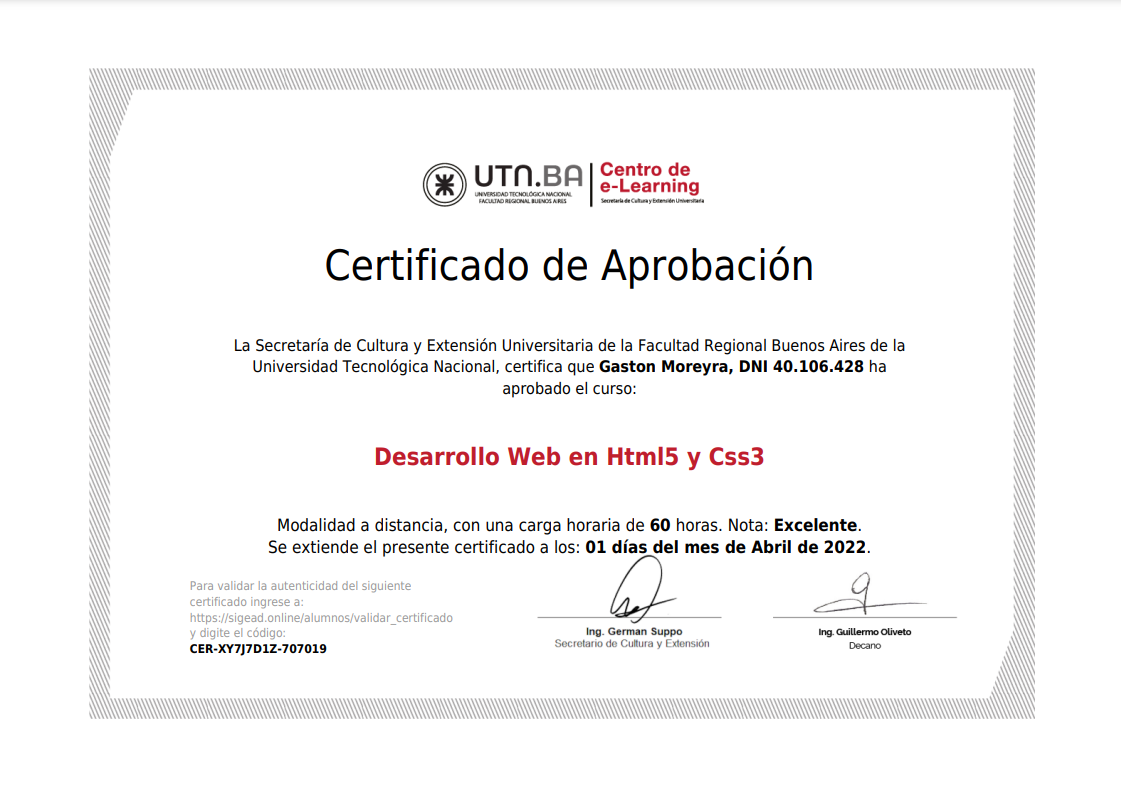 UTN.BA
UNIVERSIDAD TECNOLÓGICA NACIONAL
FACULTAD REGIONAL BUENOS AIRES
Centro de
e-Learning
Secretaría de Cultura y Extensión Universitaria
Certificado de Aprobación
La Secretaría de Cultura y Extensión Universitaria de la Facultad Regional Buenos Aires de la
Universidad Tecnológica Nacional, certifica que Gaston Moreyra, DNI 40.106.428 ha
aprobado el curso:
Desarrollo Web en Html5 y Css3
Modalidad a distancia, con una carga horaria de 60 horas. Nota: Excelente.
Se extiende el presente certificado a los: 01 días del mes de Abril de 2022.
Para validar la autenticidad del siguiente
certificado ingrese a:
https://sigead.online/alumnos/validar_certificado
y digite el código:
CER-XY7J7D1Z-707019
Ing. German Suppo
Secretario de Cultura y Extensión
Ing. Guillermo Oliveto
Decano